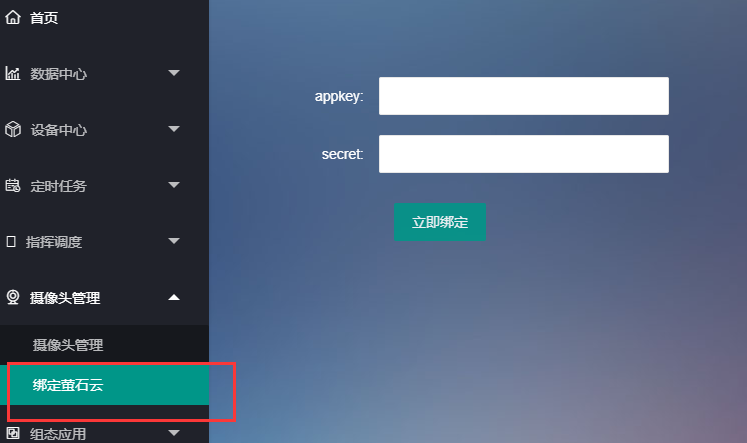 首页
数据中心
设备中心
定时任务
指挥调度
摄像头管理
摄像头管理
绑定萤石云
组态应用
appkey:
secret:
立即绑定